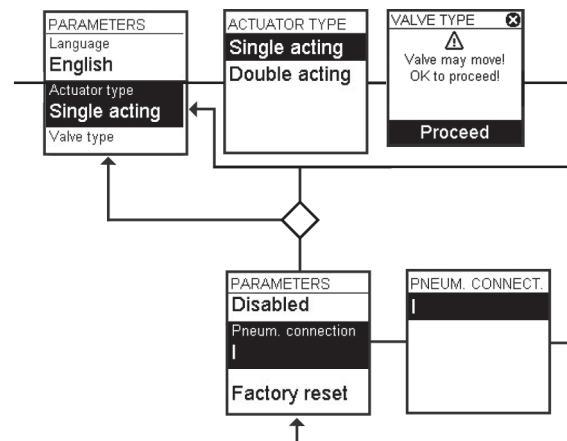 PARAMETERS
Language
English
Actuator type
Single acting
Valve type
ACTUATOR TYPE
Single acting
Double acting
VALVE TYPE
Valve may move!
OK to proceed!
Proceed
PARAMETERS
Disabled
Pneum. connection
I
Factory reset
PNEUM. CONNECT.
I